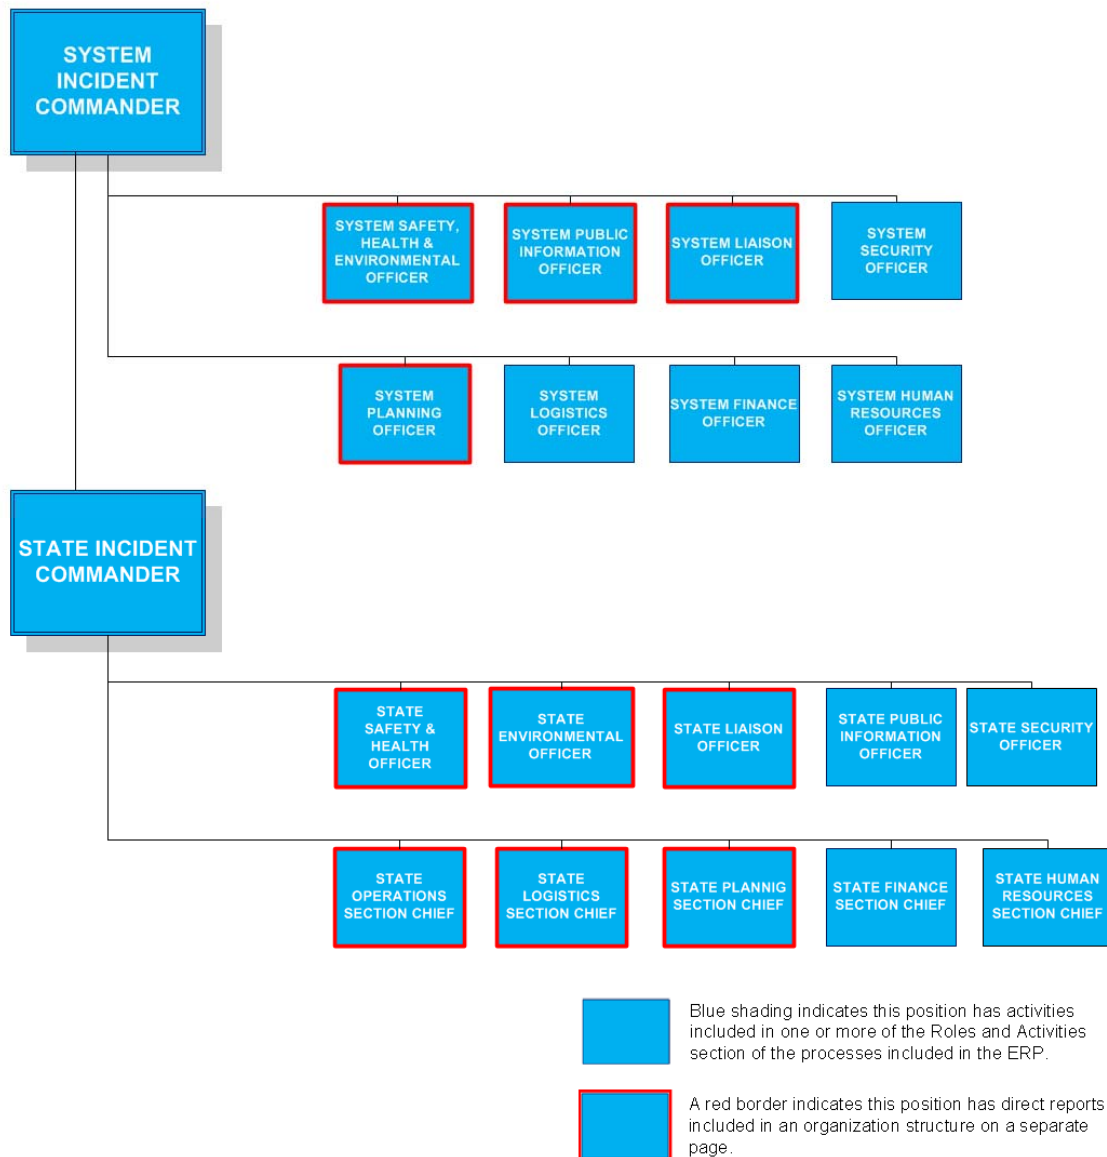 SYSTEM
INCIDENT
COMMANDER
SYSTEM SAFETY,
HEALTH &
ENVIRONMENTAL
OFFICER
SYSTEM PUBLIC
INFORMATION
OFFICER
SYSTEM LIAISON
OFFICER
SYSTEM
SECURITY
OFFICER
SYSTEM
PLANNING
OFFICER
SYSTEM
LOGISTICS
OFFICER
SYSTEM FINANCE
OFFICER
SYSTEM HUMAN
RESOURCES
OFFICER
STATE INCIDENT
COMMANDER
STATE
SAFETY &
HEALTH
OFFICER
STATE
ENVIRONMENTAL
OFFICER
STATE LIAISON
OFFICER
STATE PUBLIC
INFORMATION
OFFICER
STATE SECURITY
OFFICER
STATE
OPERATIONS
SECTION CHIEF
STATE
LOGISTICS
SECTION CHIEF
STATE PLANNIG
SECTION CHIEF
STATE FINANCE
SECTION CHIEF
STATE HUMAN
RESOURCES
SECTION CHIEF
Blue shading indicates this position has activities
included in one or more of the Roles and Activities
section of the processes included in the ERP.
A red border indicates this position has direct reports
included in an organization structure on a separate
page.